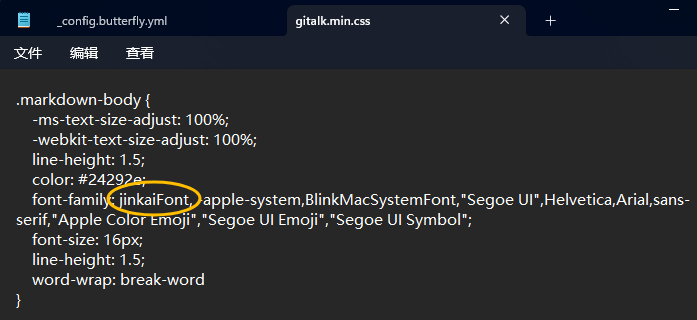 _config.butterfly.yml
gitalk.min.css
文件 编辑 查看
.markdown-body {
-ms-text-size-adjust: 100%;
-webkit-text-size-adjust: 100%;
line-height: 1.5;
color: #24292e;
font-family: jinkaiFont, -apple-system,BlinkMacSystemFont,"Segoe UI",Helvetica,Arial,sans-
serif,"Apple Color Emoji","Segoe UI Emoji","Segoe UI Symbol";
font-size: 16px;
line-height: 1.5;
word-wrap: break-word
}